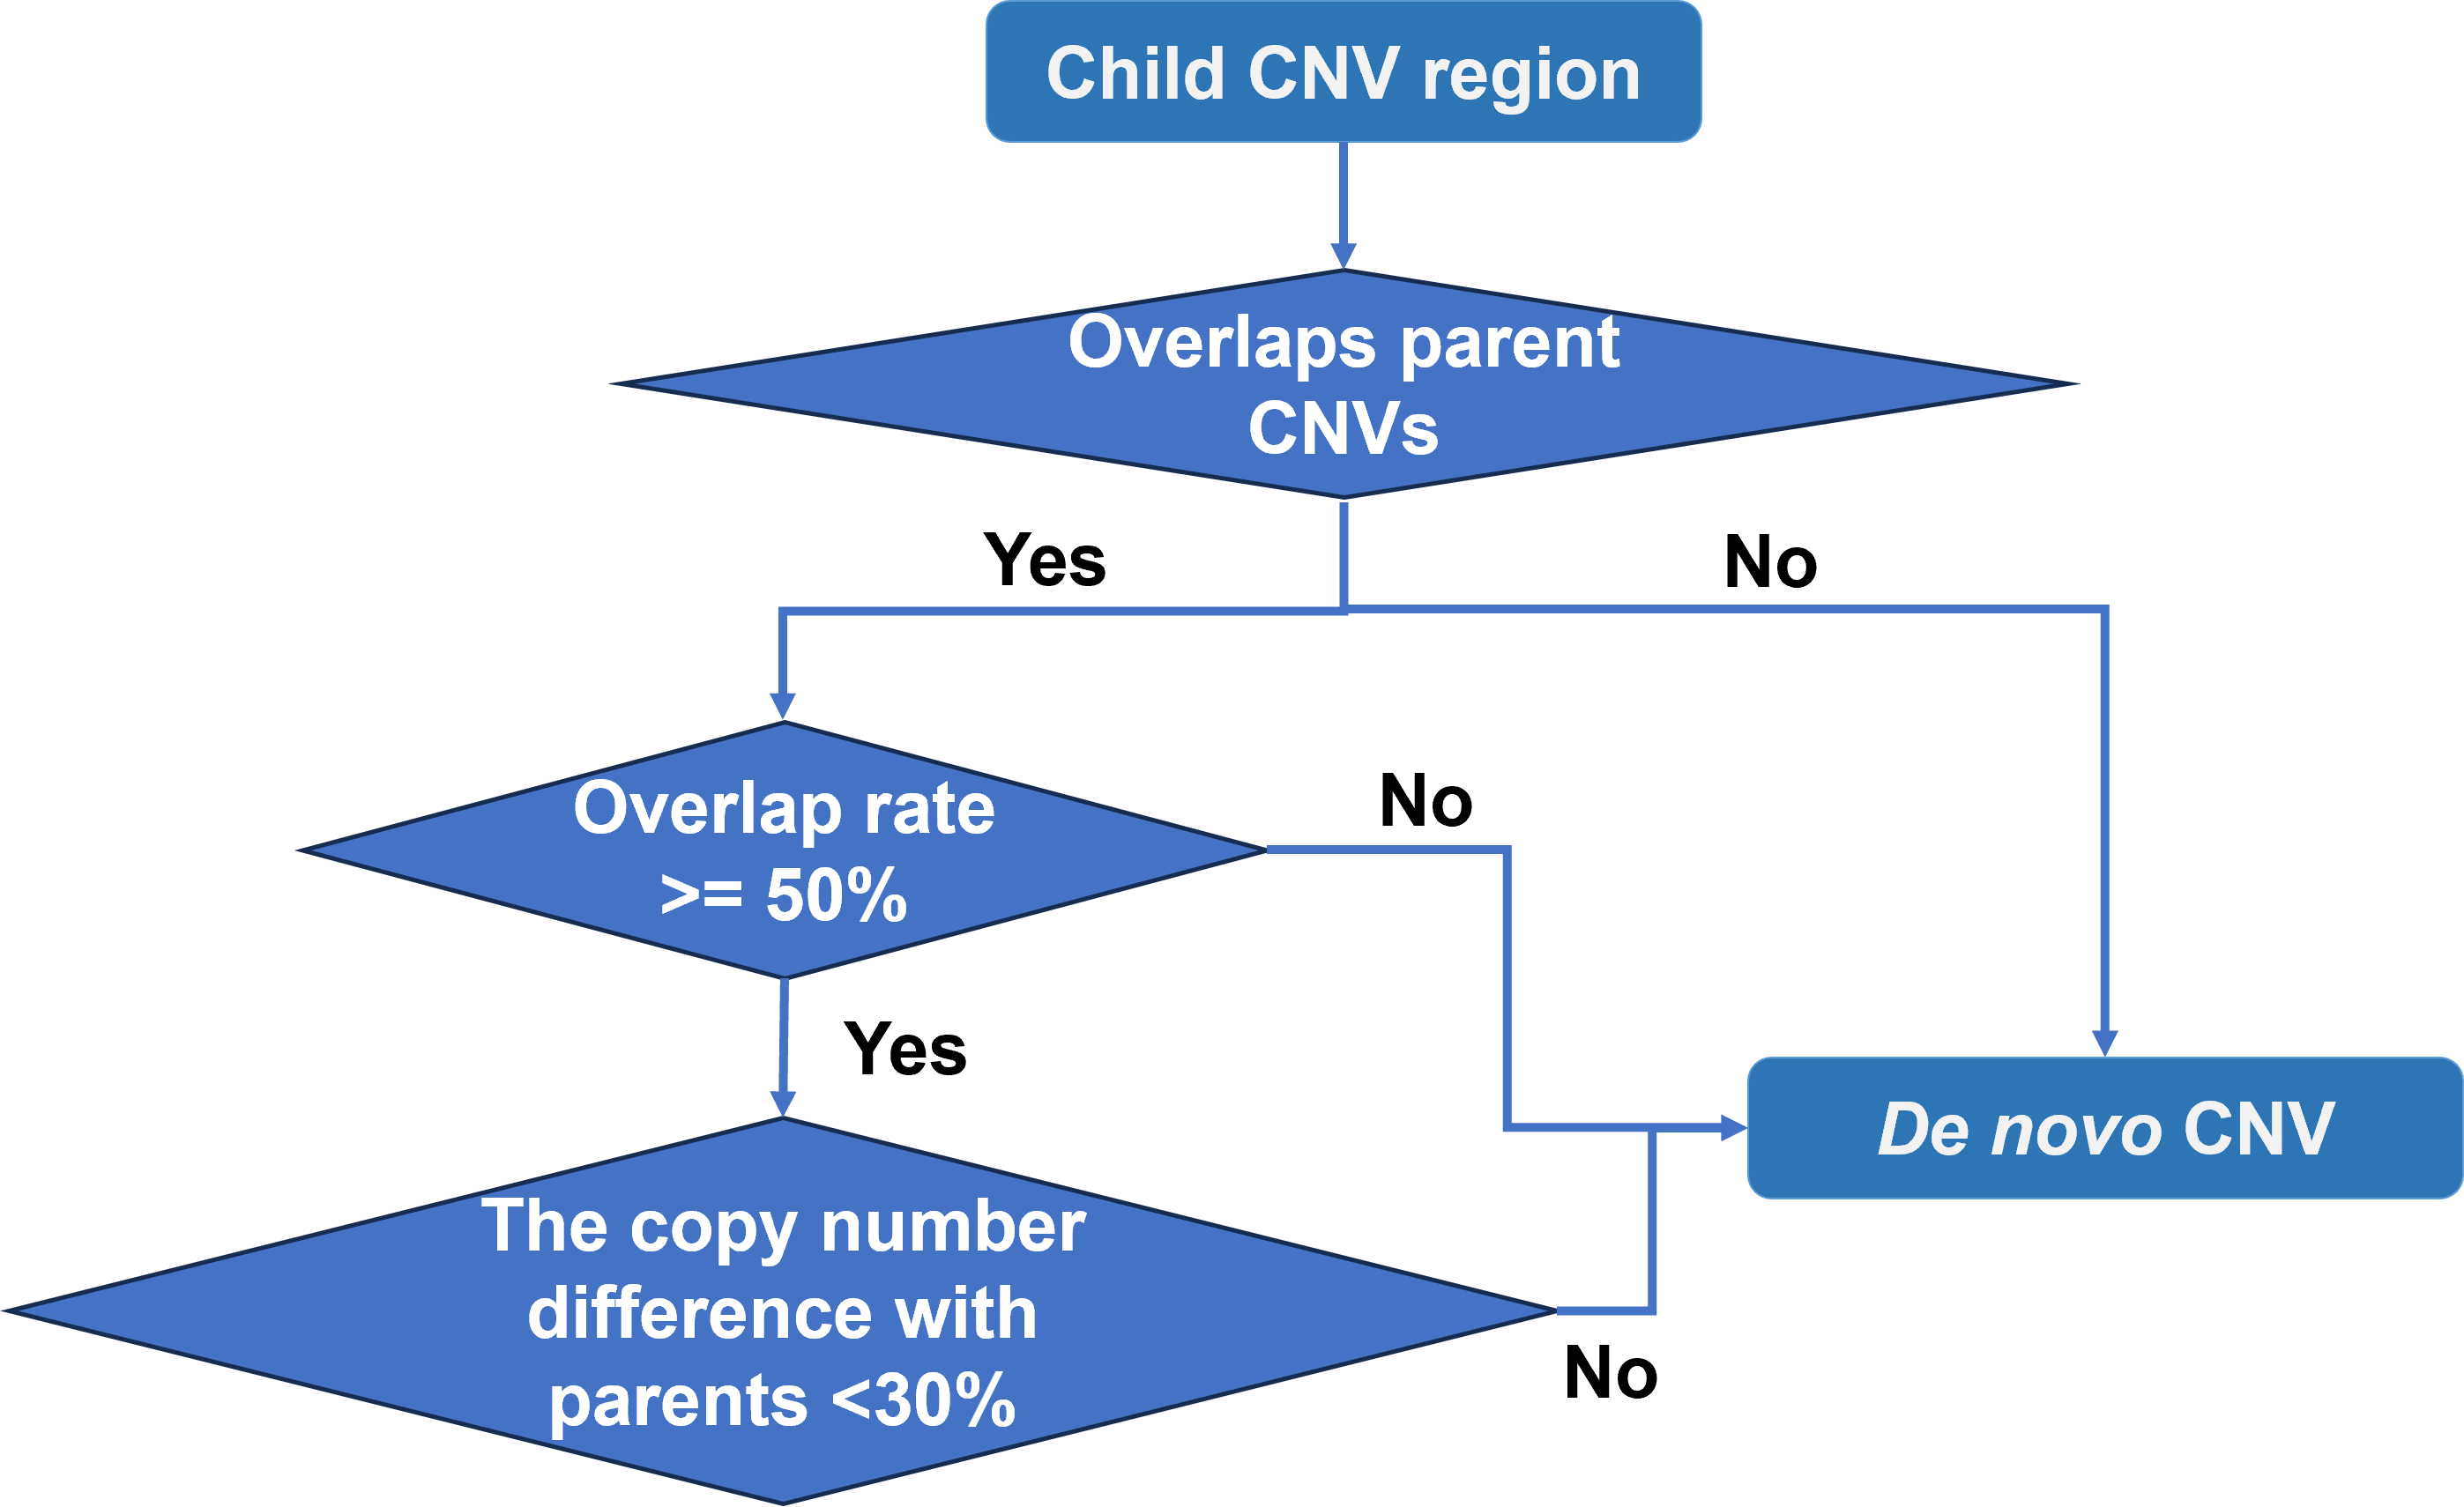 Child CNV region
Overlaps parent
CNVs
Yes
No
Overlap rate
>= 50%
No
Yes
De novo CNV
The copy number
difference with
parents <30%
No